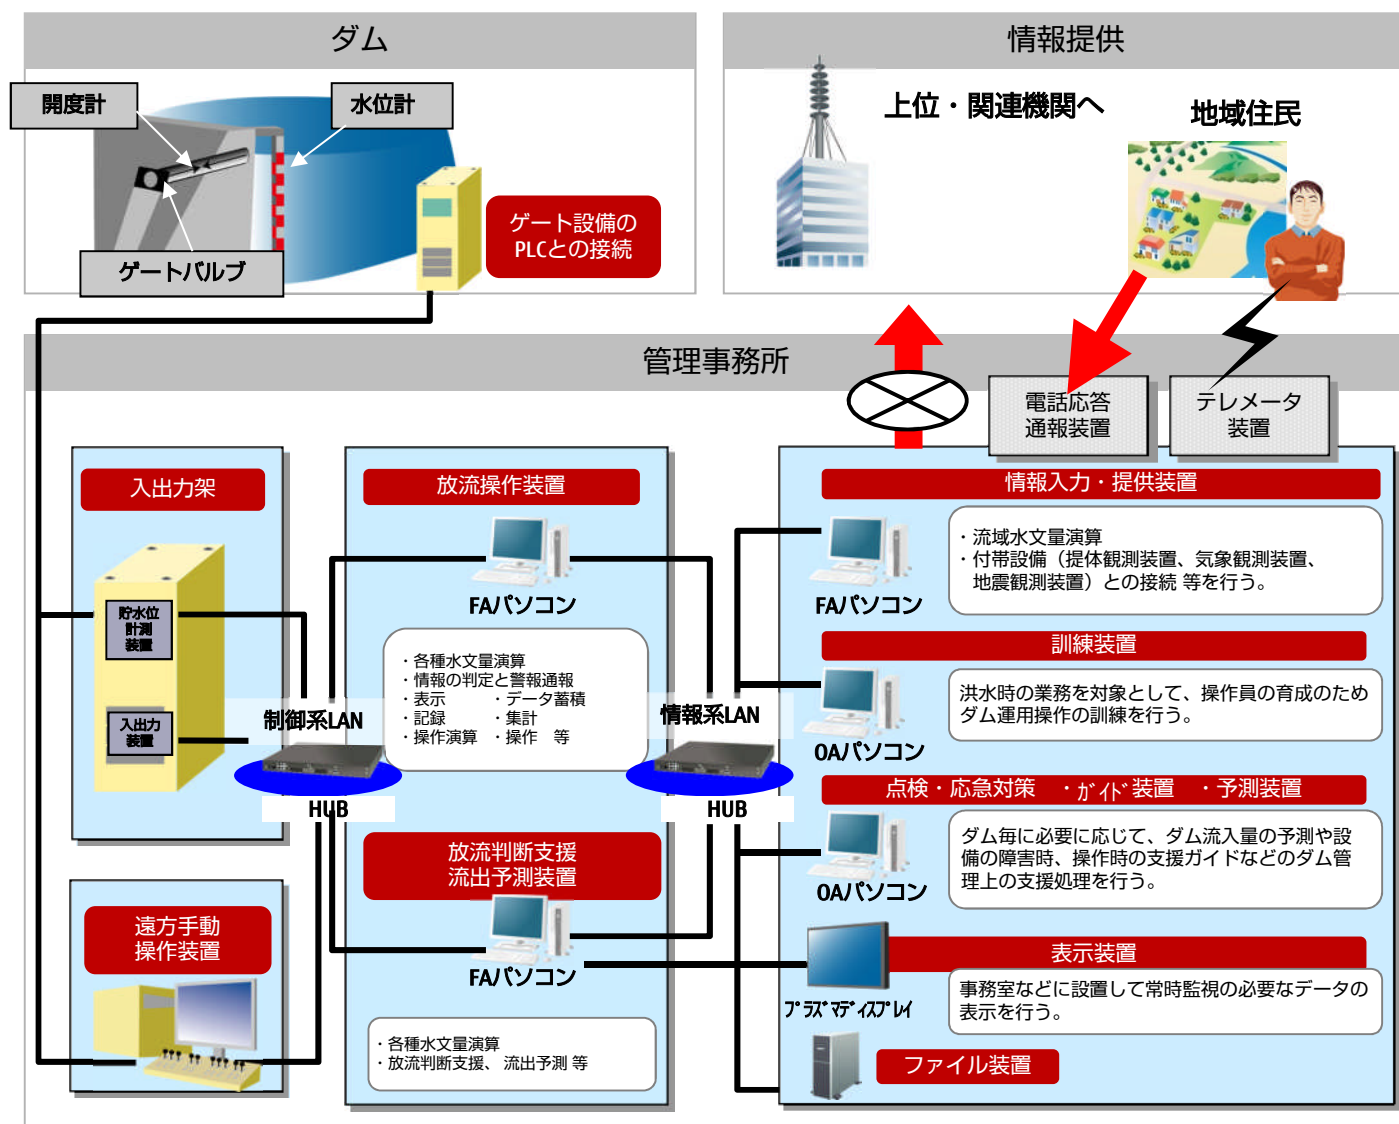 ダム
開度計
水位計
ゲートバルブ
ゲート設備の
PLCとの接続
情報提供
上位・関連機関へ
地域住民
管理事務所
電話応答
通報装置
テレメータ
装置
入出力架
貯水位
計測
装置
入出力
装置
制御系LAN
HUB
遠方手動
操作装置
放流操作装置
FAパソコン
・各種水文量演算
・情報の判定と警報通報
・表示 ・データ蓄積
・記録 ・集計
・操作演算 ・操作 等
情報系LAN
HUB
放流判断支援
流出予測装置
FAパソコン
・各種水文量演算
・放流判断支援、流出予測 等
情報入力・提供装置
FAパソコン
・流域水文量演算
・付帯設備（提体観測装置、気象観測装置、
地震観測装置）との接続 等を行う。
訓練装置
OAパソコン
洪水時の業務を対象として、操作員の育成のため
ダム運用操作の訓練を行う。
点検・応急対策 ・ｶﾞｲﾄﾞ装置 ・予測装置
OAパソコン
ダム毎に必要に応じて、ダム流入量の予測や設
備の障害時、操作時の支援ガイドなどのダム管
理上の支援処理を行う。
表示装置
ﾌﾟﾗｽﾞﾏﾃﾞｨｽﾌﾟﾚｲ
事務室などに設置して常時監視の必要なデータの
表示を行う。
ファイル装置